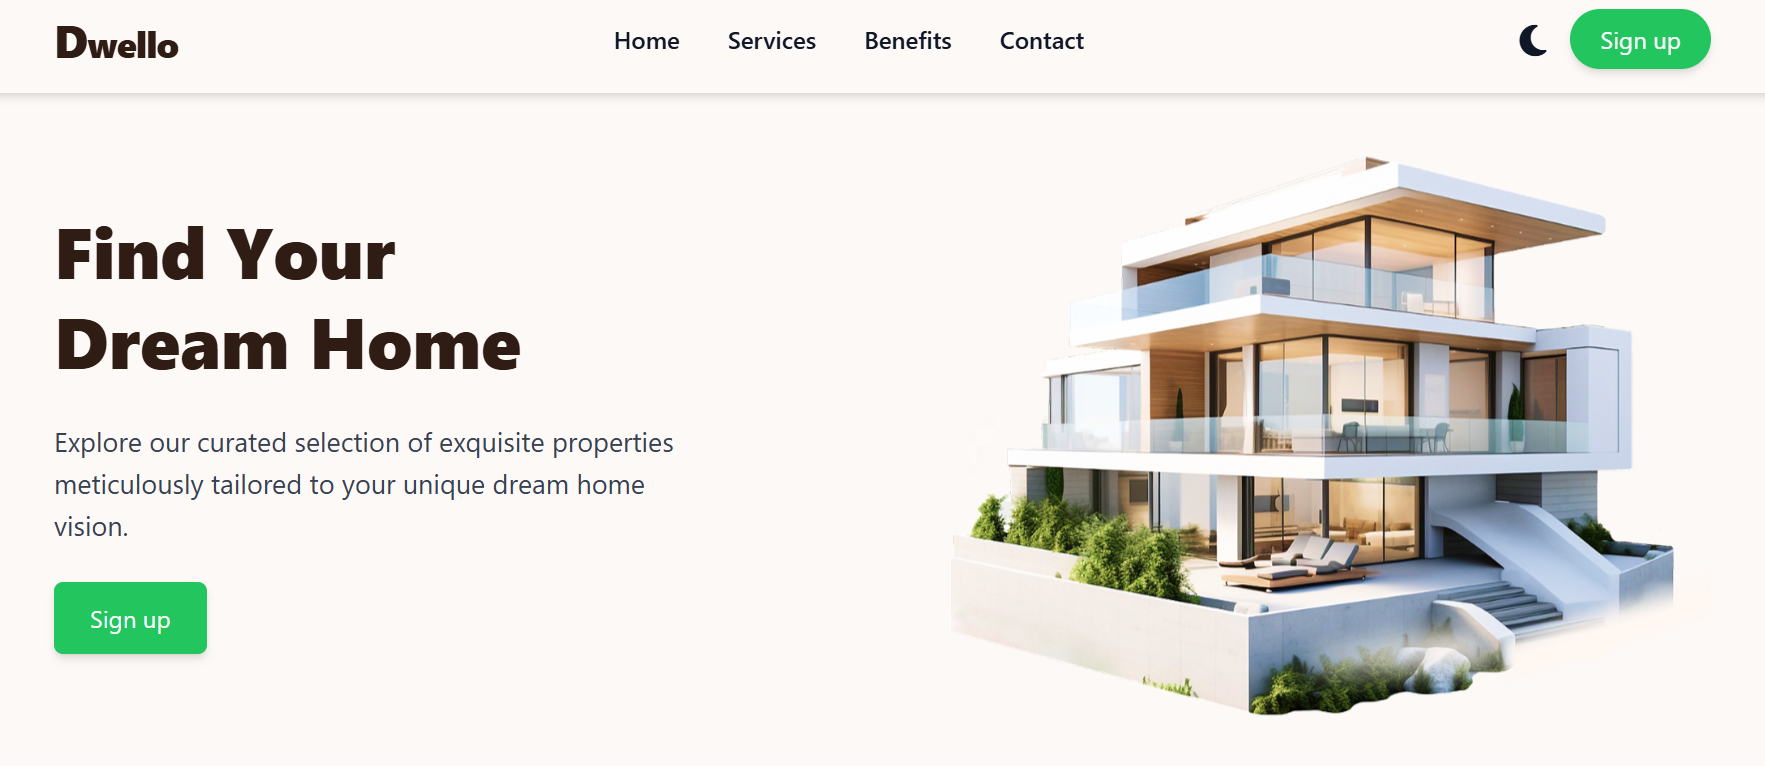 Dwello
Home Services Benefits Contact
Sign up
Find Your
Dream Home
Explore our curated selection of exquisite properties
meticulously tailored to your unique dream home
vision.
Sign up